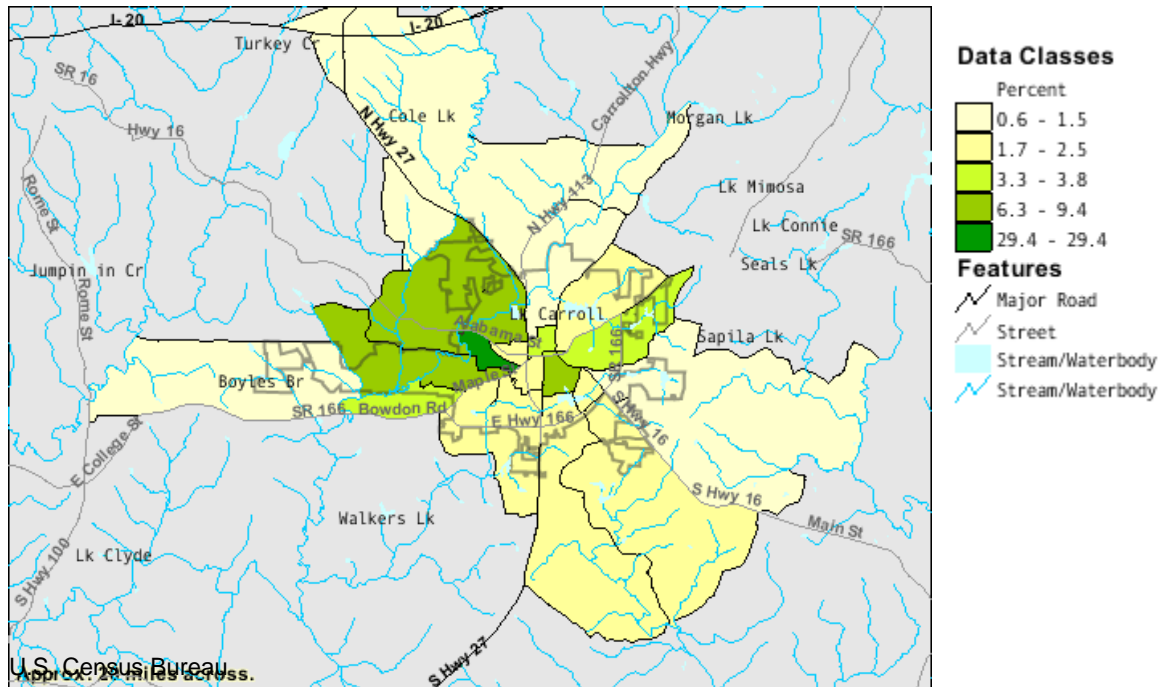 I-20
I-20
Turkey Cr
SR 16
Carrollton Hwy
Cole Lk
Morgan Lk
Hwy 16
N Hwy 27
Rome St
Lk Mimosa
N Hwy 113
Lk Connie
SR 166
Jumpin in Cr
Seals Lk
Rome St
Lk Carroll
Alabama St
Sapila Lk
SR 166
Boyles Br
Maple St
SR 166
Bowdon Rd
E Hwy 166
S Hwy 16
E College St
S Hwy 16
Walkers Lk
Main St
Lk Clyde
S Hwy 100
S Hwy 27
U.S. Census Bureau
miles across.
Data Classes
Percent
0.6 - 1.5
1.7 - 2.5
3.3 - 3.8
6.3 - 9.4
29.4 - 29.4
Features
Major Road
Street
Stream/Waterbody
Stream/Waterbody